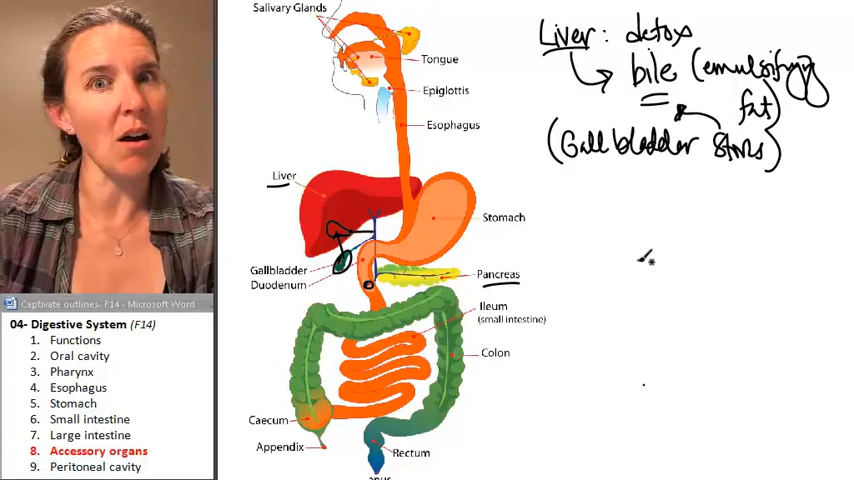 Salivary Glands
Tongue
Epiglottis
Esophagus
Liver
Stomach
Gallbladder
Duodenum
Pancreas
Ileum
(small intestine)
Colon
Caecum
Appendix
Rectum
anus
Liver: detox
bile (emulsifying
fat)
(Gallbladder stores)
Captivate outlines- F14 - Microsoft Word
04- Digestive System (F14)
1. Functions
2. Oral cavity
3. Pharynx
4. Esophagus
5. Stomach
6. Small intestine
7. Large intestine
8. Accessory organs
9. Peritoneal cavity